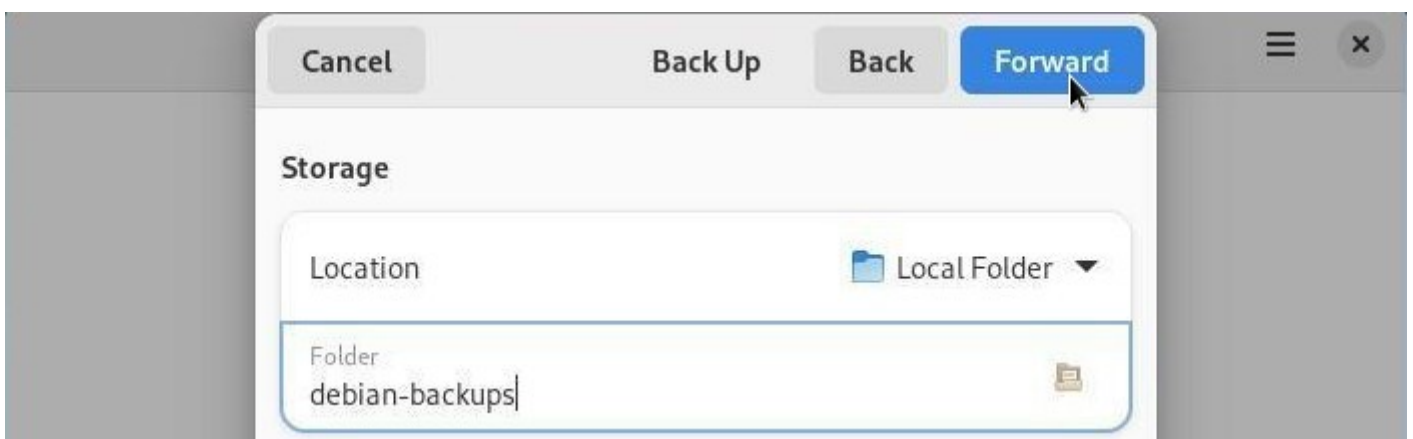 Cancel Back Up Back Forward
Storage
Location Local Folder
Folder
debian-backups